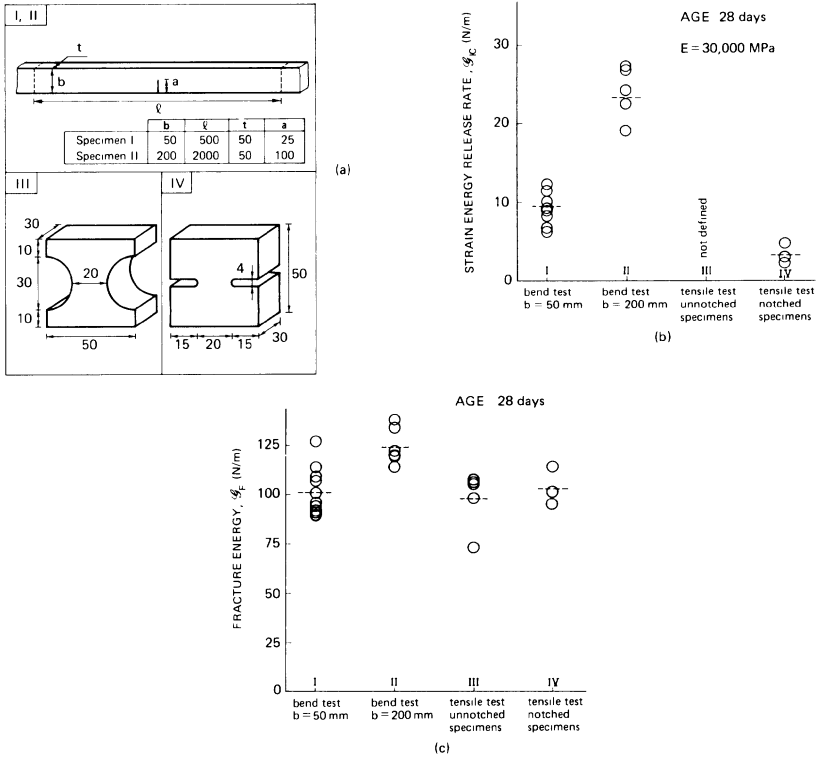 I, II
t
b
a
ℓ
b ℓ t a
Specimen I 50 500 50 25
Specimen II 200 2000 50 100
(a)
III
30
10
30
10
20
50
IV
4
50
15 20 15
30
AGE 28 days
E = 30,000 MPa
STRAIN ENERGY RELEASE RATE, 𝒢IC (N/m)
30
20
10
0
not defined
I II III IV
bend test bend test tensile test tensile test
b = 50 mm b = 200 mm unnotched notched
specimens specimens
(b)
AGE 28 days
FRACTURE ENERGY, 𝒢F (N/m)
125
100
75
50
25
0
I II III IV
bend test bend test tensile test tensile test
b = 50 mm b = 200 mm unnotched notched
specimens specimens
(c)